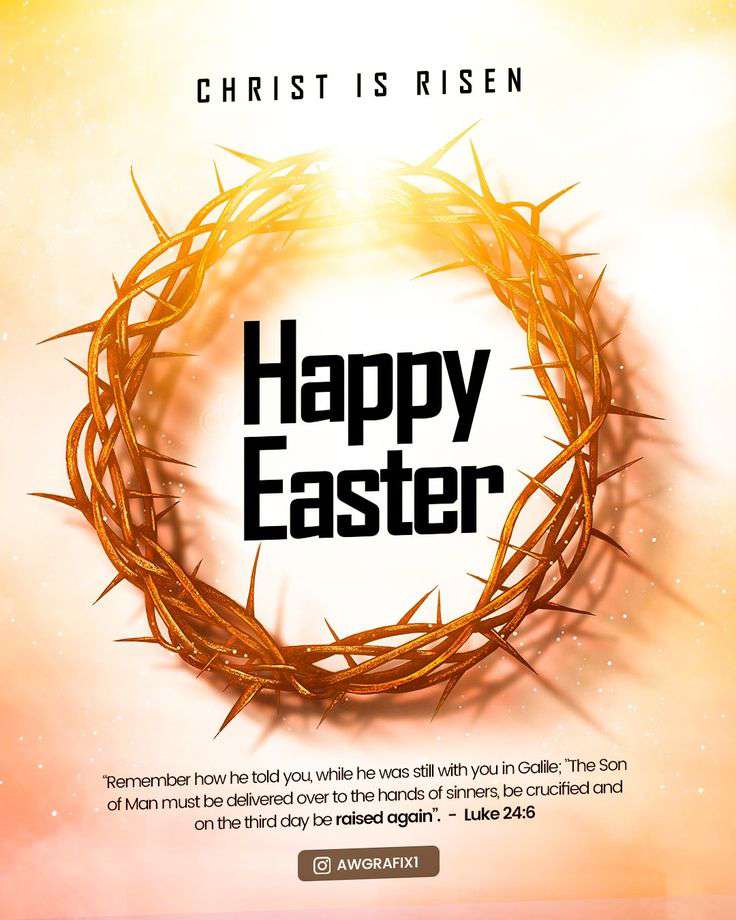 CHRIST IS RISEN
Happy
Easter
“Remember how he told you, while he was still with you in Galile; “The Son
of Man must be delivered over to the hands of sinners, be crucified and
on the third day be raised again”. - Luke 24:6
AWGRAFIX1